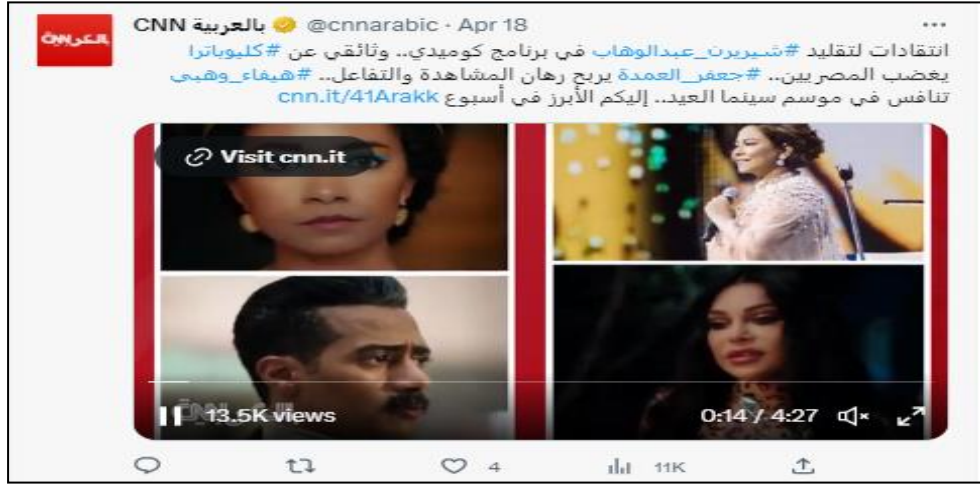 CNN بالعربية @cnnarabic · Apr 18
انتقادات لتقليد #شيريرت_عبدالوهاب في برنامج كوميدي.. وثائقي عن #كليوباترا
يغضب المصريين.. #جعفر_العمدة يربح رهان المشاهدة والتفاعل.. #هيفاء_وهبي
تنافس في موسم سينما العيد.. إليكم الأبرز في أسبوع cnn.it/41Arakk
Visit cnn.it
13.5K views
0:14 / 4:27
4
11K